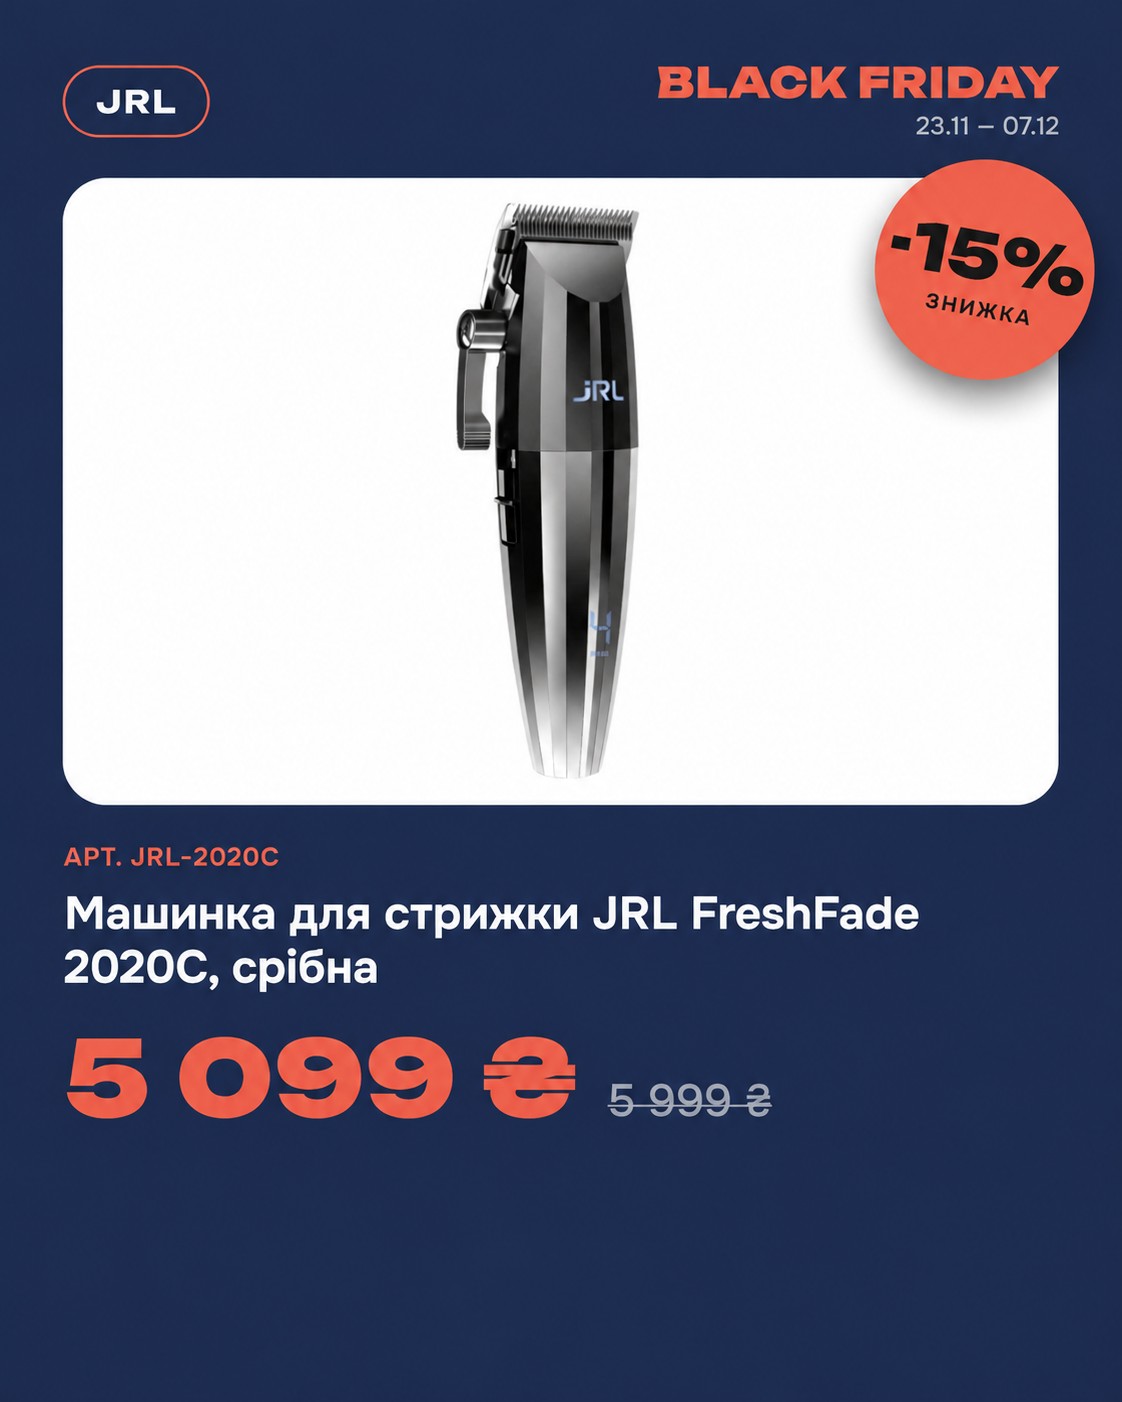 JRL
BLACK FRIDAY
23.11 – 07.12
-15%
ЗНИЖКА
JRL
4
АРТ. JRL-2020C
Машинка для стрижки JRL FreshFade
2020C, срібна
5 099 ₴
5 999 ₴